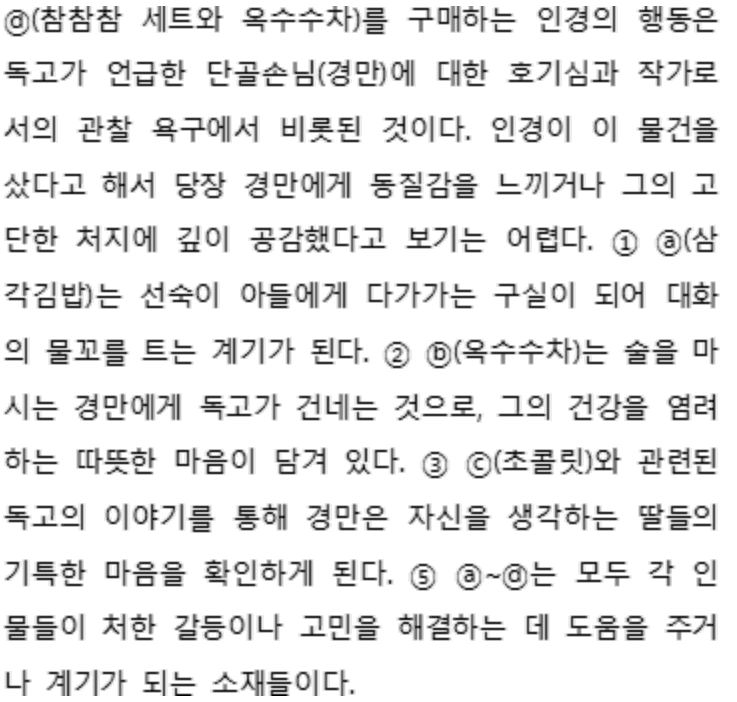 ⓓ(참참참 세트와 옥수수차)를 구매하는 인경의 행동은
독고가 언급한 단골손님(경만)에 대한 호기심과 작가로
서의 관찰 욕구에서 비롯된 것이다. 인경이 이 물건을
샀다고 해서 당장 경만에게 동질감을 느끼거나 그의 고
단한 처지에 깊이 공감했다고 보기는 어렵다. ① ⓐ(삼
각김밥)는 선숙이 아들에게 다가가는 구실이 되어 대화
의 물꼬를 트는 계기가 된다. ② ⓑ(옥수수차)는 술을 마
시는 경만에게 독고가 건네는 것으로, 그의 건강을 염려
하는 따뜻한 마음이 담겨 있다. ③ ⓒ(초콜릿)와 관련된
독고의 이야기를 통해 경만은 자신을 생각하는 딸들의
기특한 마음을 확인하게 된다. ⑤ ⓐ~ⓓ는 모두 각 인
물들이 처한 갈등이나 고민을 해결하는 데 도움을 주거
나 계기가 되는 소재들이다.